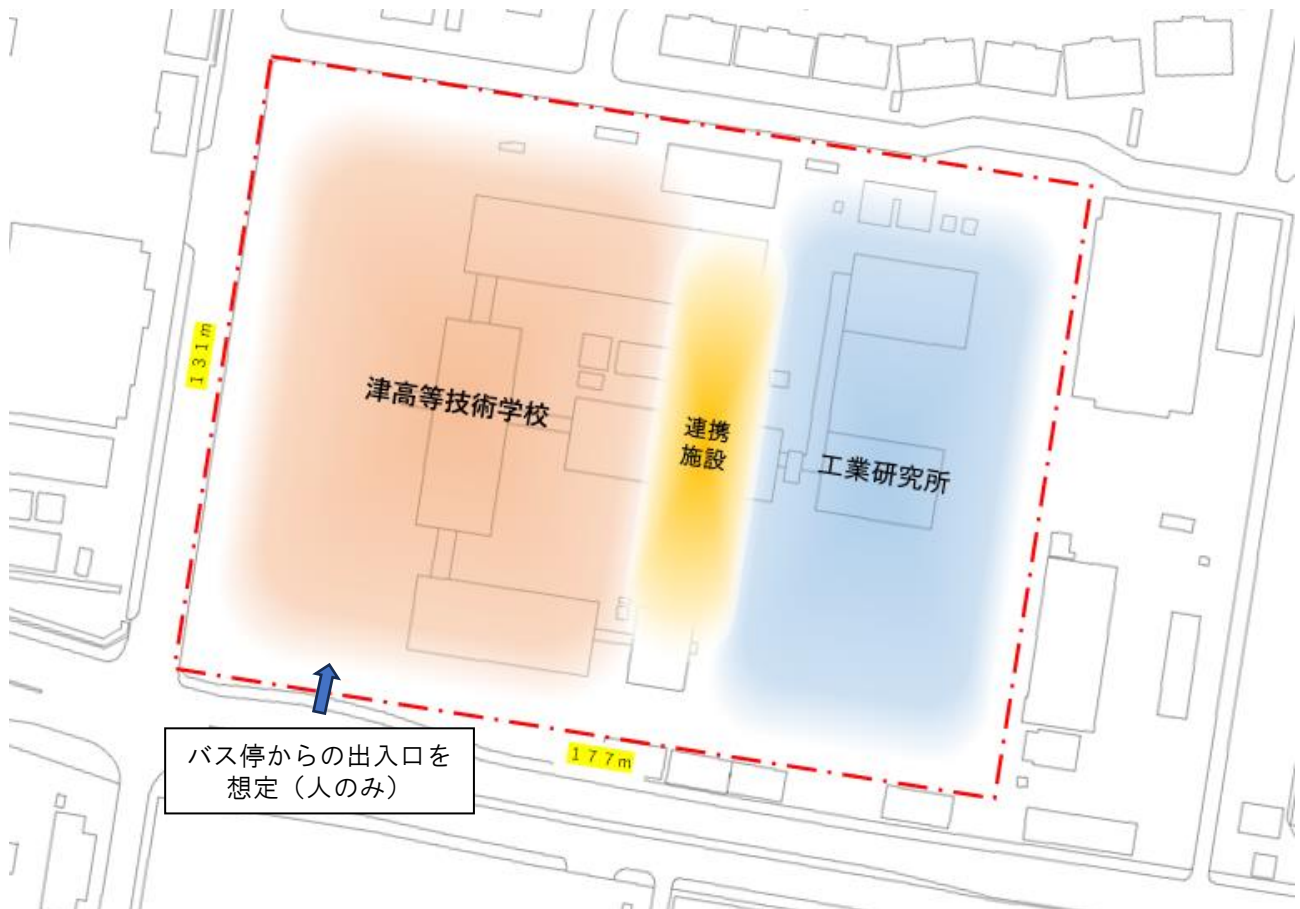 131m
津高等技術学校
連携
施設
工業研究所
バス停からの出入口を
想定（人のみ）
177m